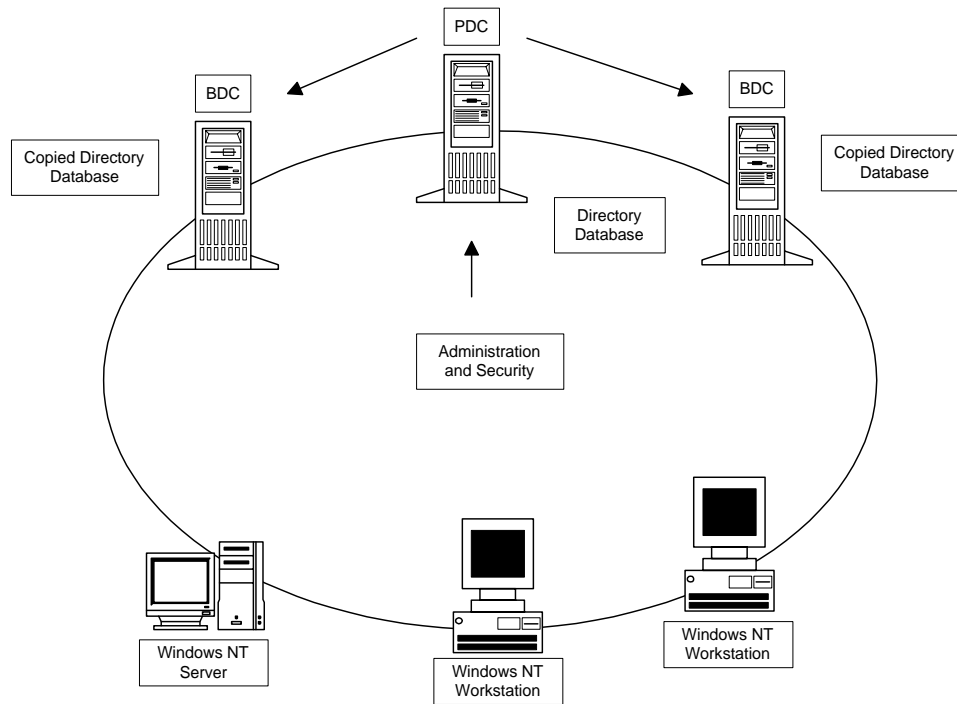 PDC
BDC
BDC
Copied Directory
Database
Copied Directory
Database
Directory
Database
Administration
and Security
Windows NT
Server
Windows NT
Workstation
Windows NT
Workstation